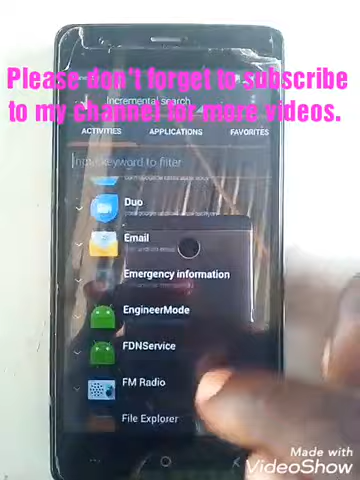 Please don't forget to subscribe
to my channel for more videos.
Incremental search
ACTIVITIES
APPLICATIONS
FAVORITES
Input keyword to filter
Duo
Email
Emergency information
EngineerMode
FDNService
FM Radio
File Explorer
Made with
VideoShow